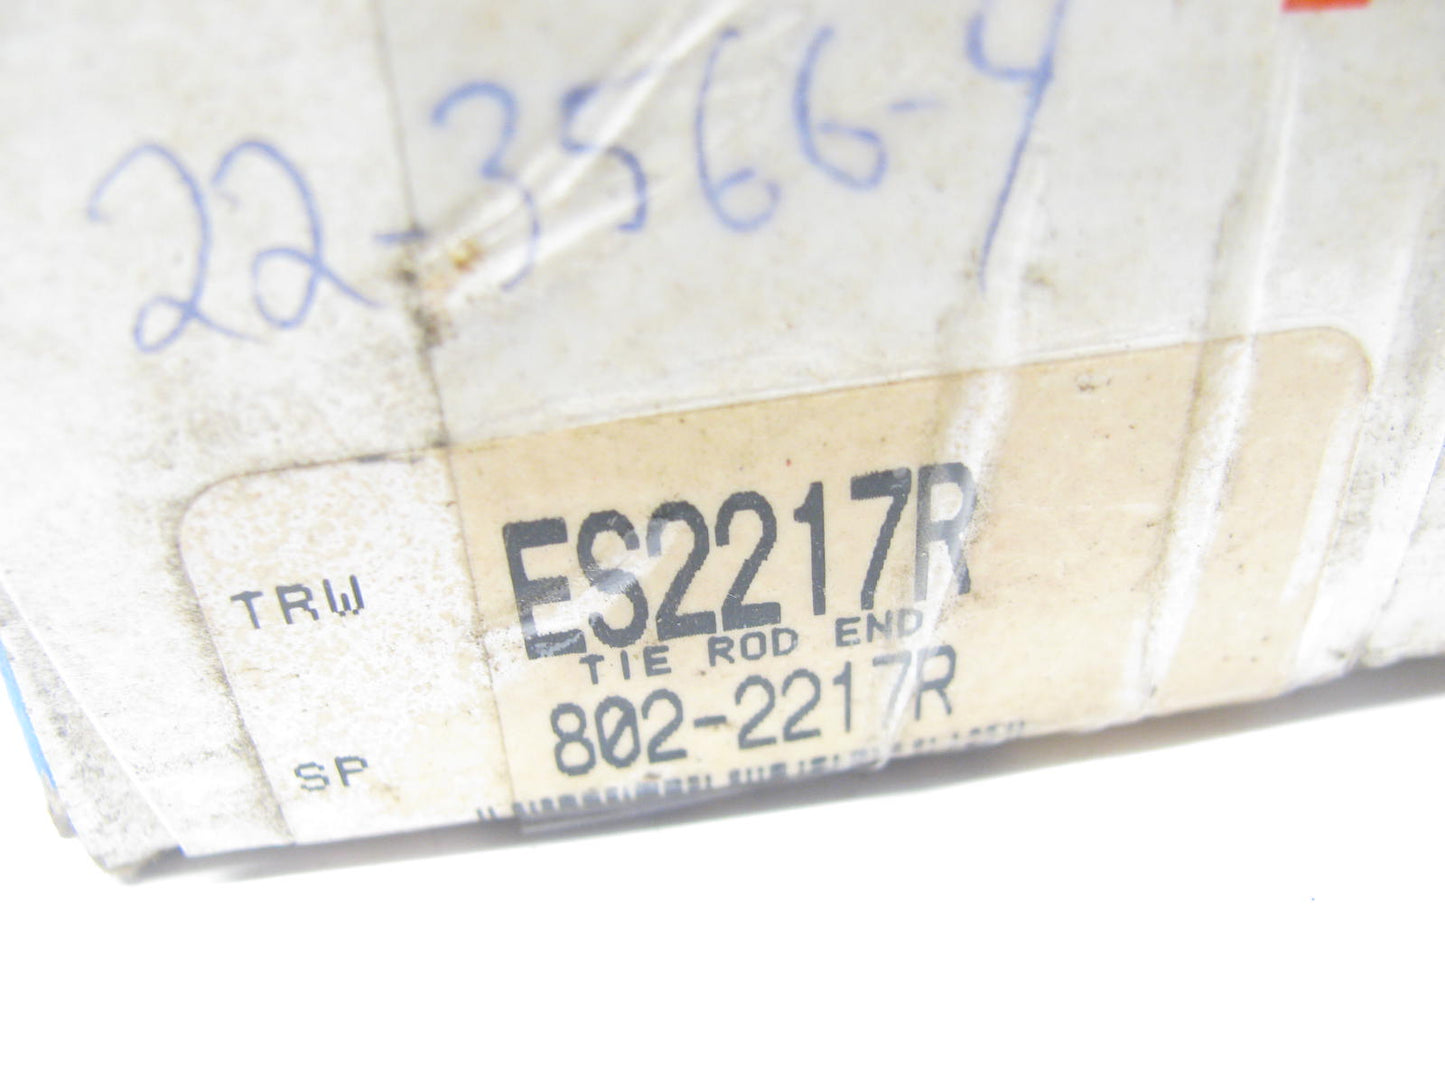 22-3566-4
TRW ES2217R
TIE ROD END
SP 802-2217R